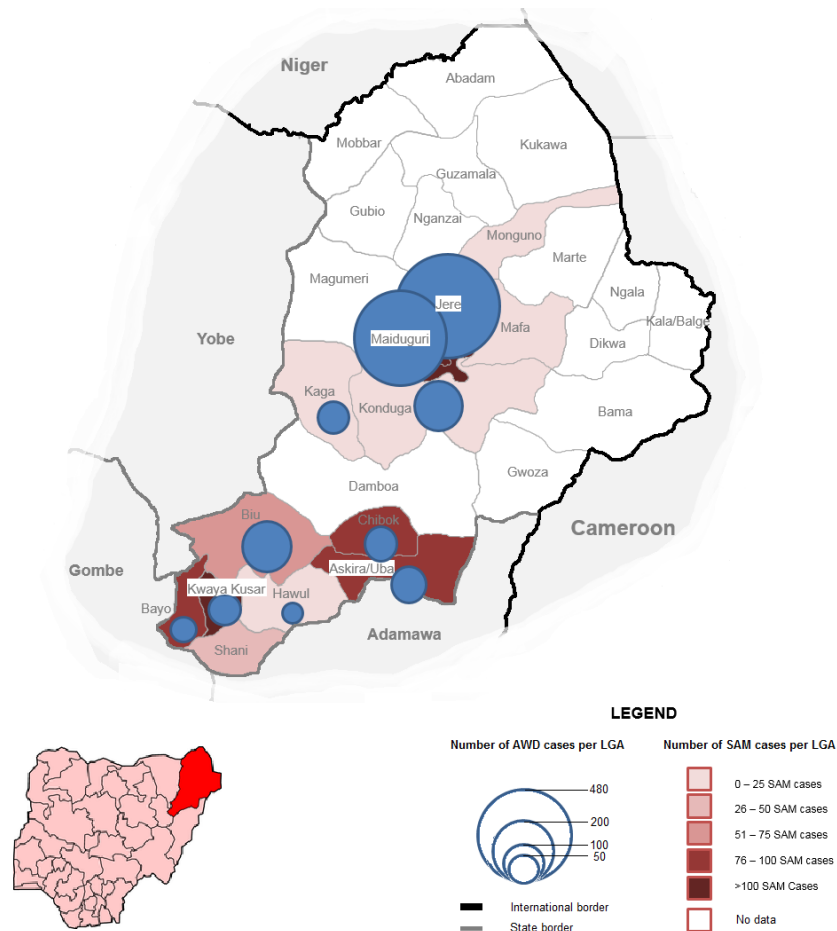 Niger
Abadam
Mobbar
Kukawa
Guzamala
Gubio
Nganzai
Monguno
Marte
Magumeri
Ngala
Jere
Kala/Balge
Mafa
Yobe
Maiduguri
Dikwa
Kaga
Konduga
Bama
Gwoza
Damboa
Biu
Chibok
Cameroon
Gombe
Askira/Uba
Kwaya Kusar
Hawul
Bayo
Adamawa
Shani
LEGEND
Number of AWD cases per LGA
480
200
100
50
International border
State border
Number of SAM cases per LGA
0 – 25 SAM cases
26 – 50 SAM cases
51 – 75 SAM cases
76 – 100 SAM cases
>100 SAM Cases
No data